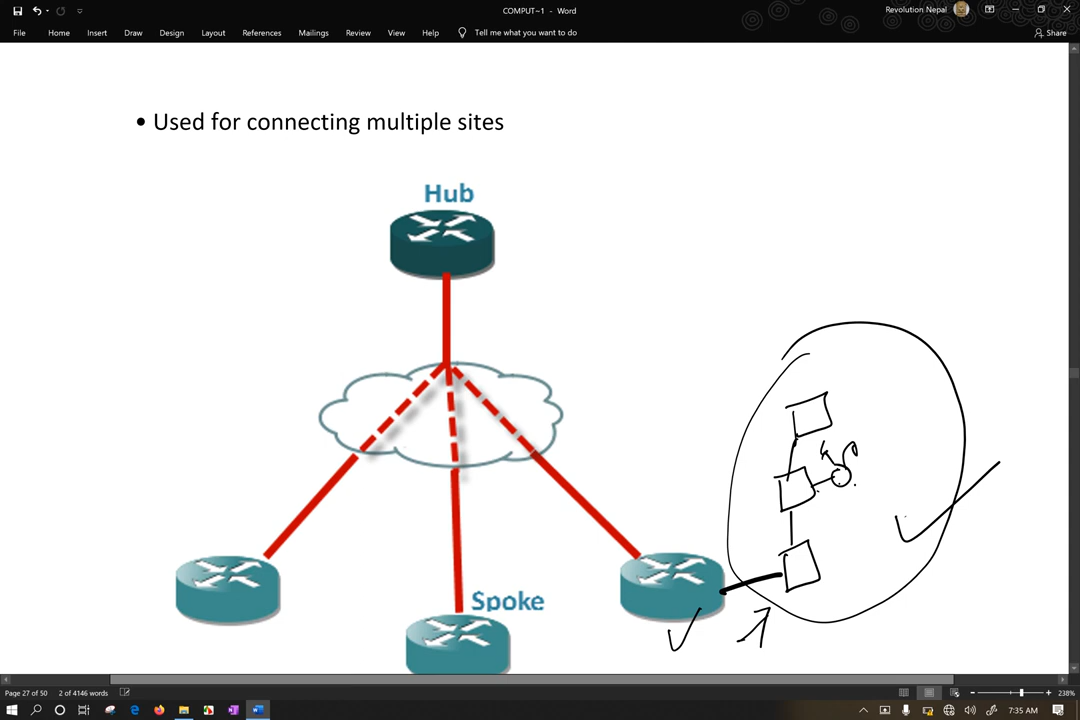 COMPUT~1 - Word
Revolution Nepal
File Home Insert Draw Design Layout References Mailings Review View Help Tell me what you want to do Share
• Used for connecting multiple sites
Hub
Spoke
Page 27 of 50 2 of 4146 words 238%
7:35 AM